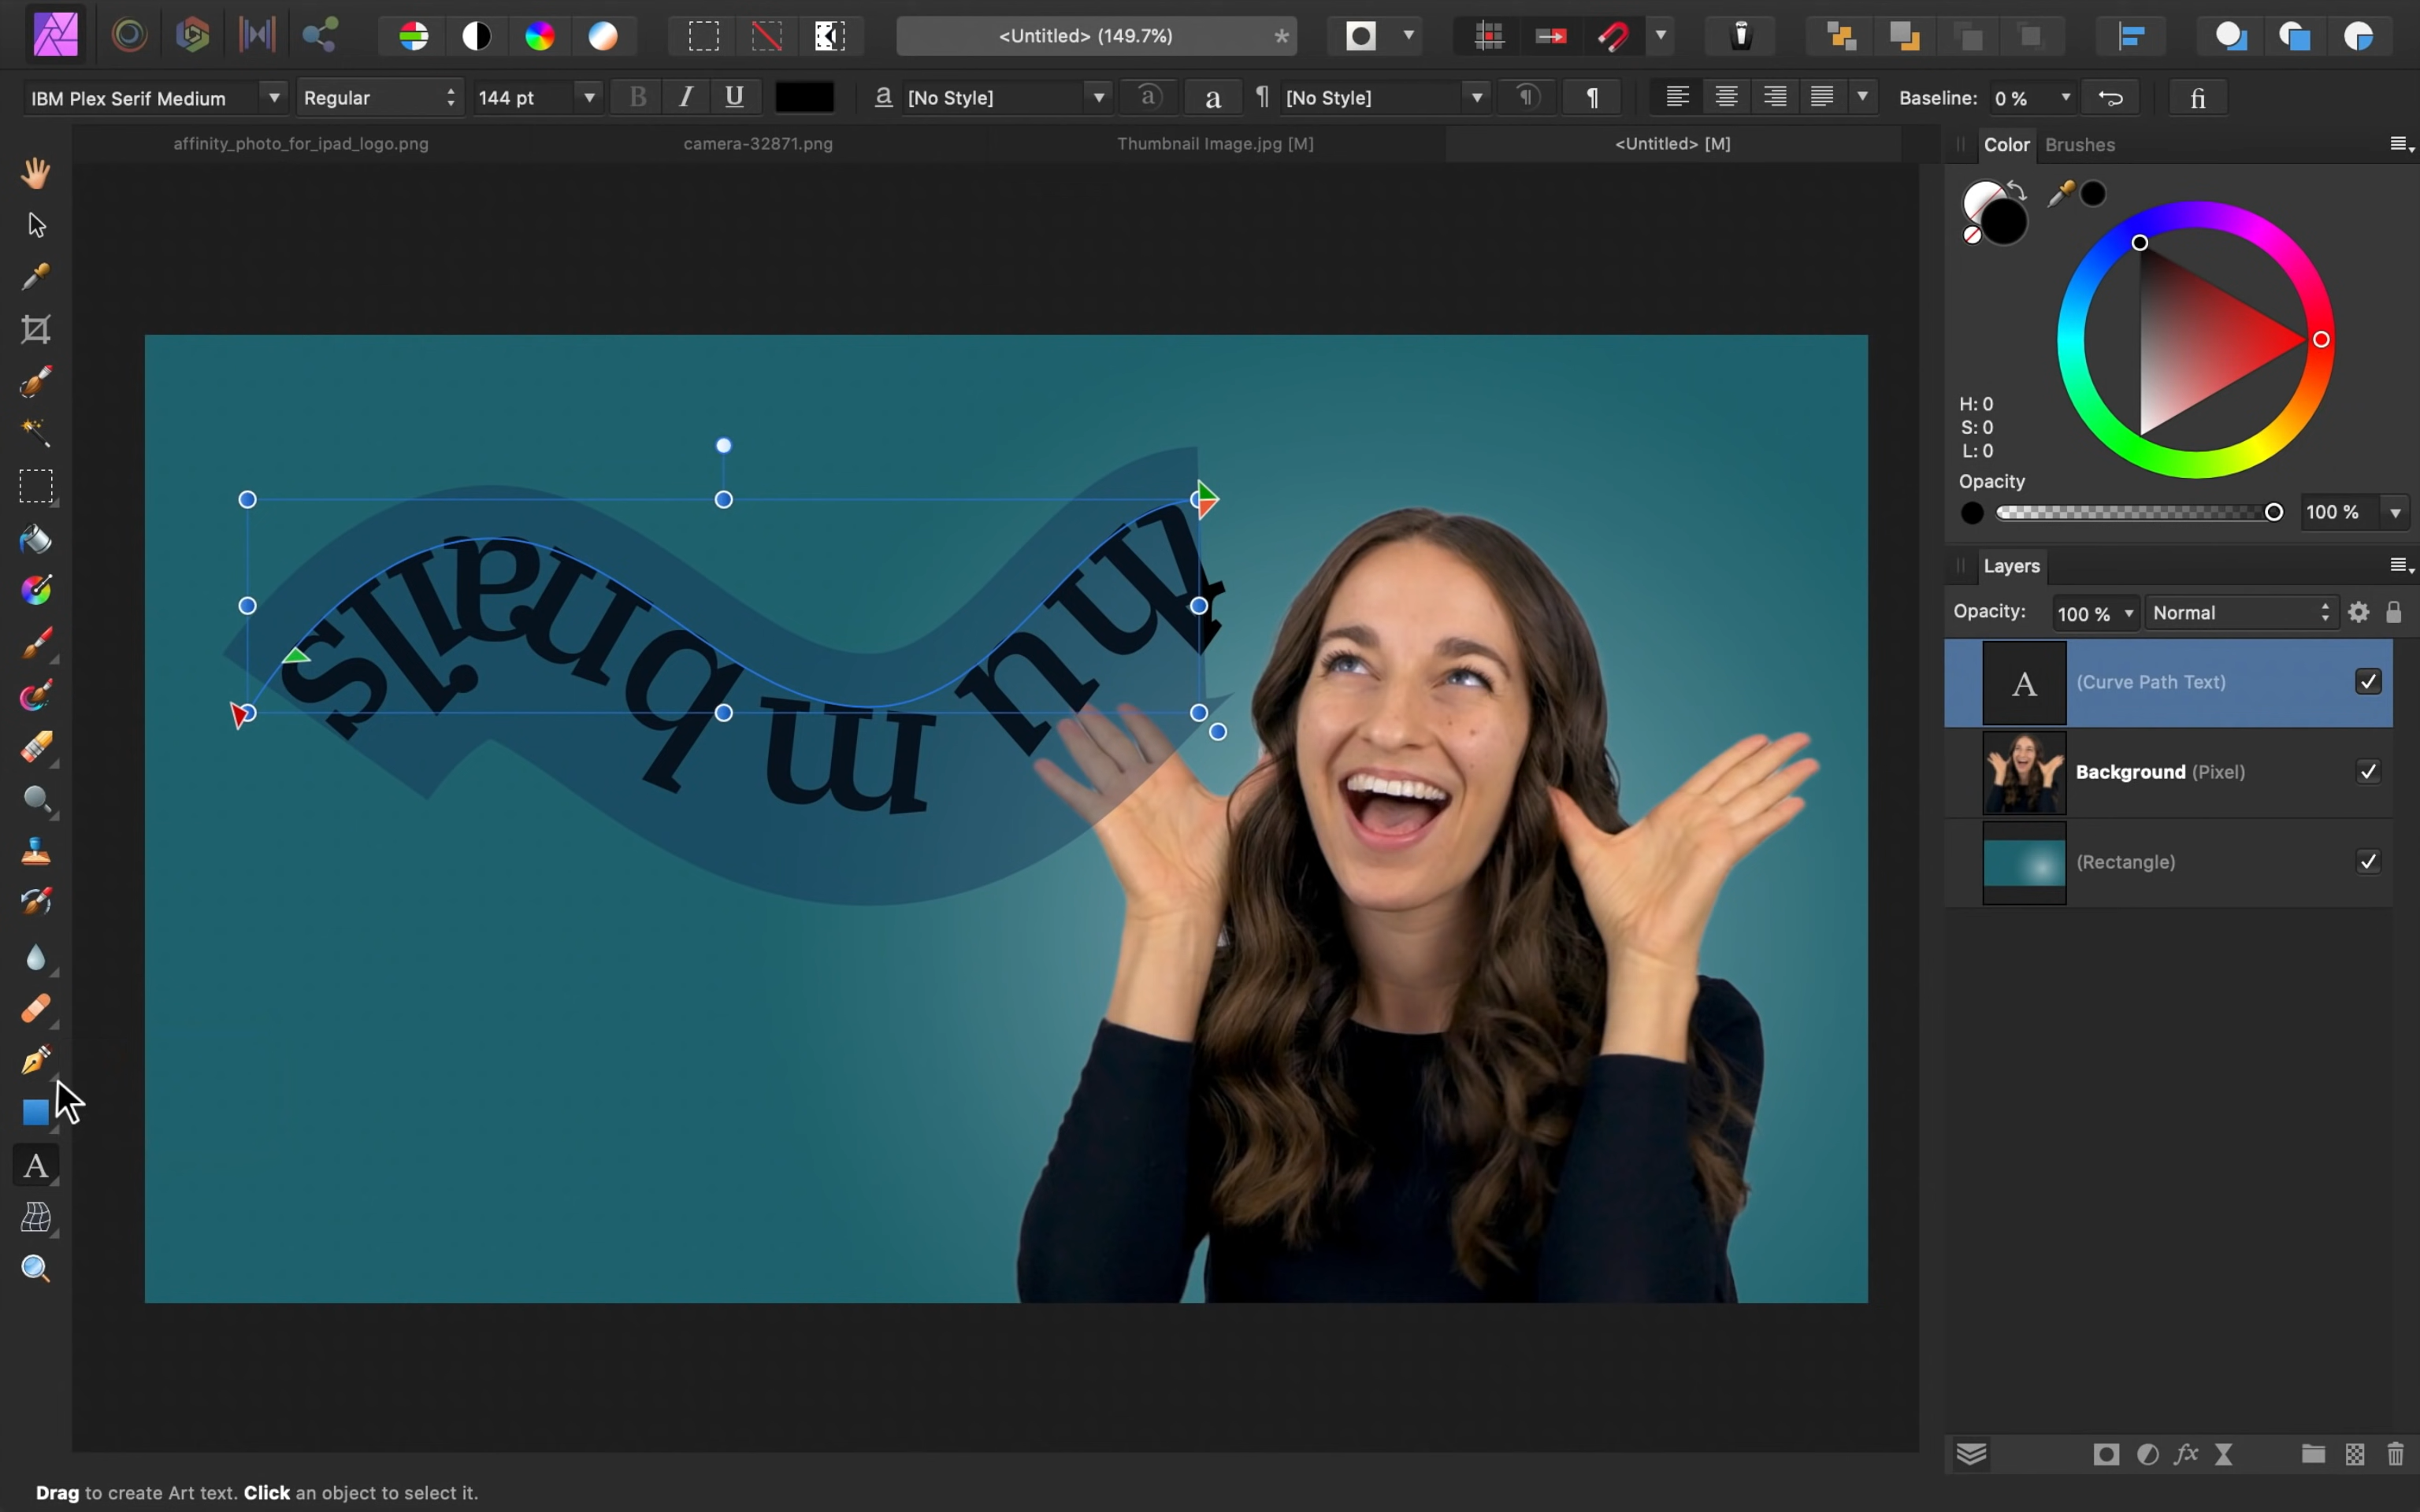 <Untitled> (149.7%)
*
IBM Plex Serif Medium
Regular
144 pt
B
I
U
a
[No Style]
a
a
¶
[No Style]
¶
¶
Baseline:
0 %
fi
affinity_photo_for_ipad_logo.png
camera-32871.png
Thumbnail Image.jpg [M]
<Untitled> [M]
Color
Brushes
H: 0
S: 0
L: 0
Opacity
100 %
Layers
Opacity:
100 %
Normal
A
(Curve Path Text)
Background (Pixel)
(Rectangle)
A
fx
Drag to create Art text. Click an object to select it.